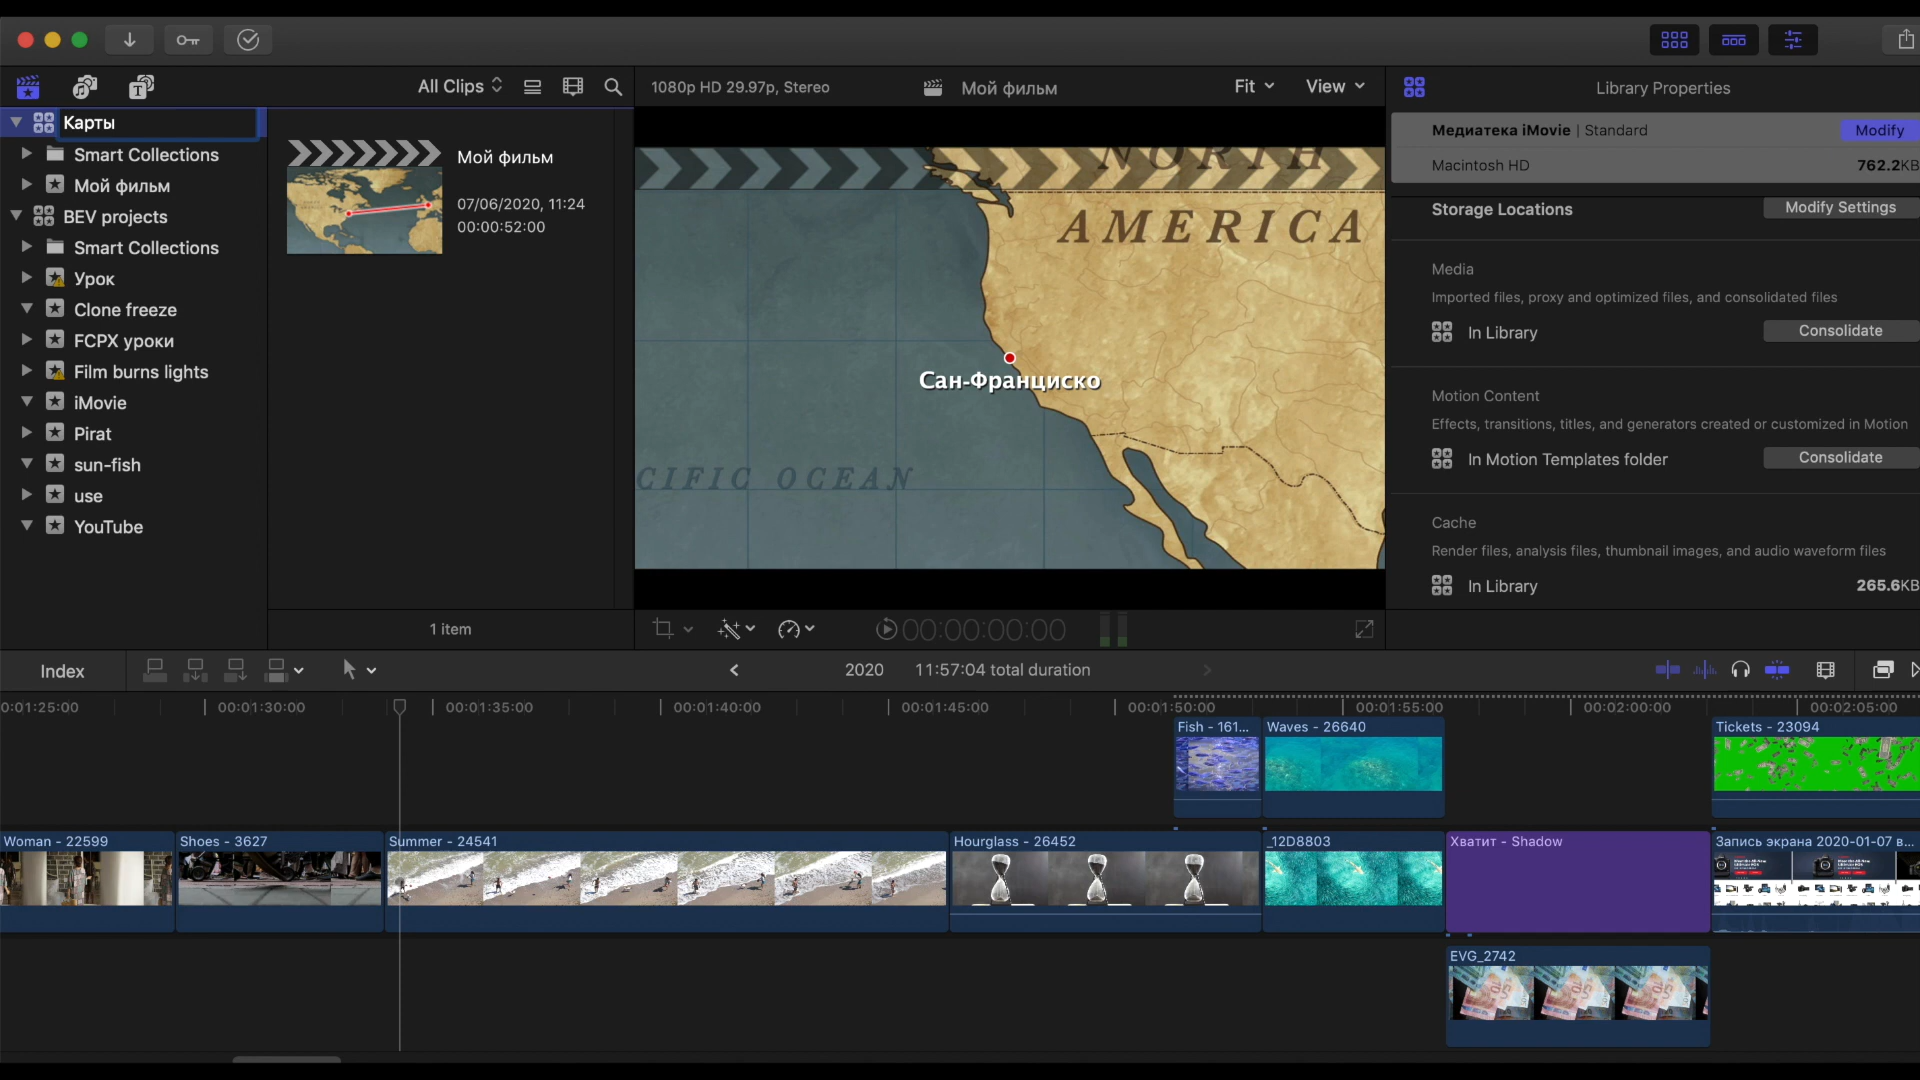 All Clips
1080p HD 29.97p, Stereo
Мой фильм
Fit
View
Library Properties
Карты
Smart Collections
Мой фильм
BEV projects
Smart Collections
Урок
Clone freeze
FCPX уроки
Film burns lights
iMovie
Pirat
sun-fish
use
YouTube
Мой фильм
07/06/2020, 11:24
00:00:52:00
1 item
NORTH
AMERICA
Сан-Франциско
CIFIC OCEAN
00:00:00:00
Медиатека iMovie | Standard
Modify
Macintosh HD
762.2KB
Storage Locations
Modify Settings
Media
Imported files, proxy and optimized files, and consolidated files
In Library
Consolidate
Motion Content
Effects, transitions, titles, and generators created or customized in Motion
In Motion Templates folder
Consolidate
Cache
Render files, analysis files, thumbnail images, and audio waveform files
In Library
265.6KB
Index
2020
11:57:04 total duration
0:01:25:00
00:01:30:00
00:01:35:00
00:01:40:00
00:01:45:00
00:01:50:00
00:01:55:00
00:02:00:00
00:02:05:00
Fish - 161...
Waves - 26640
Tickets - 23094
Woman - 22599
Shoes - 3627
Summer - 24541
Hourglass - 26452
_12D8803
Хватит - Shadow
Запись экрана 2020-01-07 в...
EVG_2742